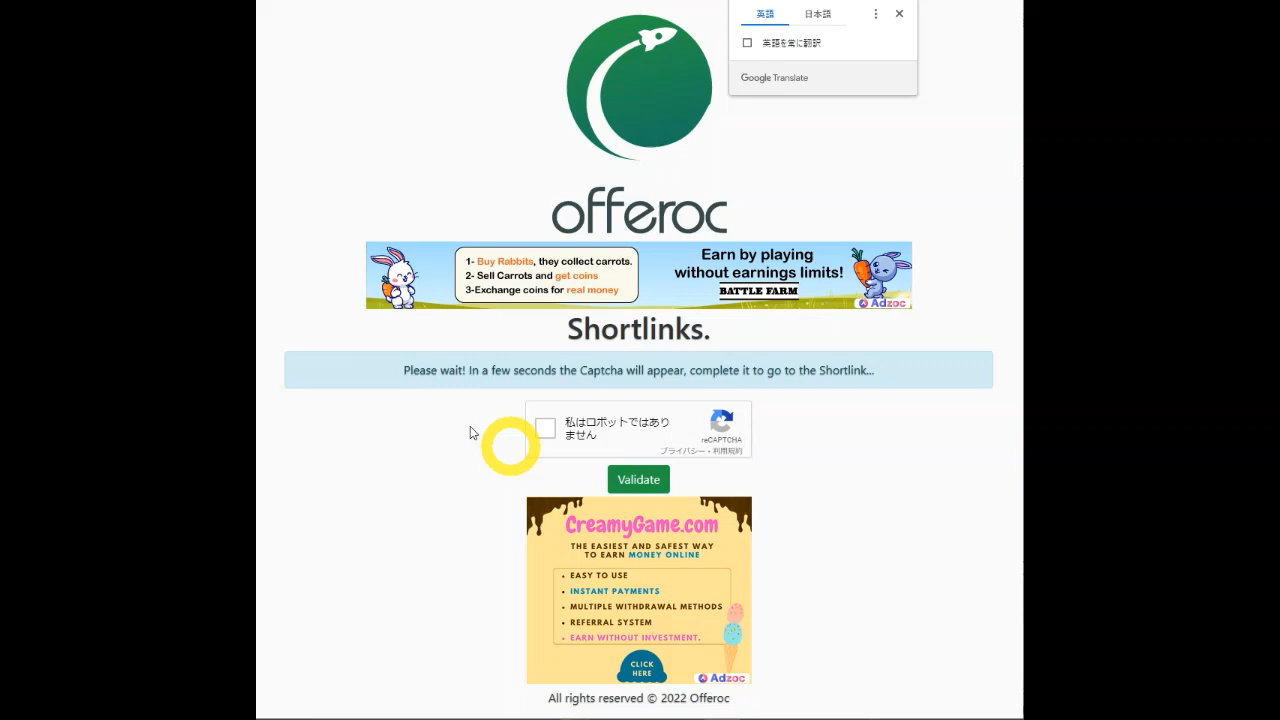 英語
日本語
英語を常に翻訳
Google Translate
offeroc
1- Buy Rabbits, they collect carrots.
2- Sell Carrots and get coins
3-Exchange coins for real money
Earn by playing
without earnings limits!
BATTLE FARM
Adzoc
Shortlinks.
Please wait! In a few seconds the Captcha will appear, complete it to go to the Shortlink...
私はロボットではあり
ません
reCAPTCHA
プライバシー・利用規約
Validate
CreamyGame.com
THE EASIEST AND SAFEST WAY
TO EARN MONEY ONLINE
• EASY TO USE
• INSTANT PAYMENTS
• MULTIPLE WITHDRAWAL METHODS
• REFERRAL SYSTEM
• EARN WITHOUT INVESTMENT.
CLICK
HERE
Adzoc
All rights reserved © 2022 Offeroc